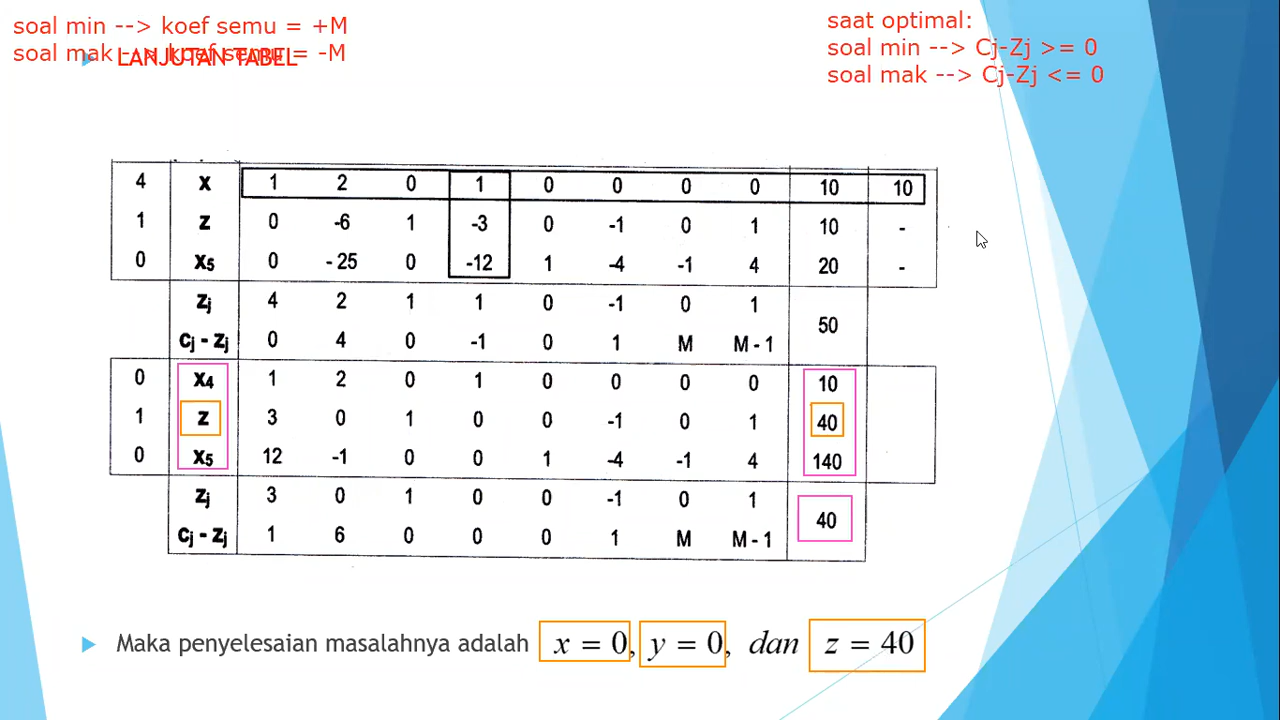 soal min --> koef semu = +M
soal mak --> koef semu = -M
LANJUTAN TABEL
saat optimal:
soal min --> Cj-Zj >= 0
soal mak --> Cj-Zj <= 0
4 X 1 2 0 1 0 0 0 0 10 10
1 Z 0 -6 1 -3 0 -1 0 1 10 -
0 X5 0 -25 0 -12 1 -4 -1 4 20 -
Zj 4 2 1 1 0 -1 0 1 50
Cj - Zj 0 4 0 -1 0 1 M M - 1
0 X4 1 2 0 1 0 0 0 0 10
1 Z 3 0 1 0 0 -1 0 1 40
0 X5 12 -1 0 0 1 -4 -1 4 140
Zj 3 0 1 0 0 -1 0 1 40
Cj - Zj 1 6 0 0 0 1 M M - 1
Maka penyelesaian masalahnya adalah x = 0, y = 0, dan z = 40